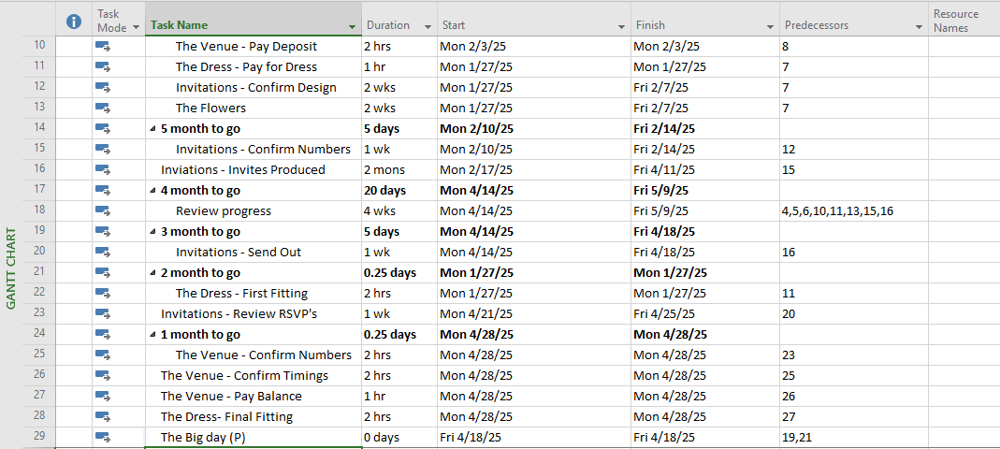 Task Mode Task Name Duration Start Finish Predecessors Resource Names
10 The Venue - Pay Deposit 2 hrs Mon 2/3/25 Mon 2/3/25 8
11 The Dress - Pay for Dress 1 hr Mon 1/27/25 Mon 1/27/25 7
12 Invitations - Confirm Design 2 wks Mon 1/27/25 Fri 2/7/25 7
13 The Flowers 2 wks Mon 1/27/25 Fri 2/7/25 7
14 5 month to go 5 days Mon 2/10/25 Fri 2/14/25
15 Invitations - Confirm Numbers 1 wk Mon 2/10/25 Fri 2/14/25 12
16 Inviations - Invites Produced 2 mons Mon 2/17/25 Fri 4/11/25 15
17 4 month to go 20 days Mon 4/14/25 Fri 5/9/25
18 Review progress 4 wks Mon 4/14/25 Fri 5/9/25 4,5,6,10,11,13,15,16
19 3 month to go 5 days Mon 4/14/25 Fri 4/18/25
20 Invitations - Send Out 1 wk Mon 4/14/25 Fri 4/18/25 16
21 2 month to go 0.25 days Mon 1/27/25 Mon 1/27/25
22 The Dress - First Fitting 2 hrs Mon 1/27/25 Mon 1/27/25 11
23 Invitations - Review RSVP's 1 wk Mon 4/21/25 Fri 4/25/25 20
24 1 month to go 0.25 days Mon 4/28/25 Mon 4/28/25
25 The Venue - Confirm Numbers 2 hrs Mon 4/28/25 Mon 4/28/25 23
26 The Venue - Confirm Timings 2 hrs Mon 4/28/25 Mon 4/28/25 25
27 The Venue - Pay Balance 1 hr Mon 4/28/25 Mon 4/28/25 26
28 The Dress- Final Fitting 2 hrs Mon 4/28/25 Mon 4/28/25 27
29 The Big day (P) 0 days Fri 4/18/25 Fri 4/18/25 19,21
GANTT CHART